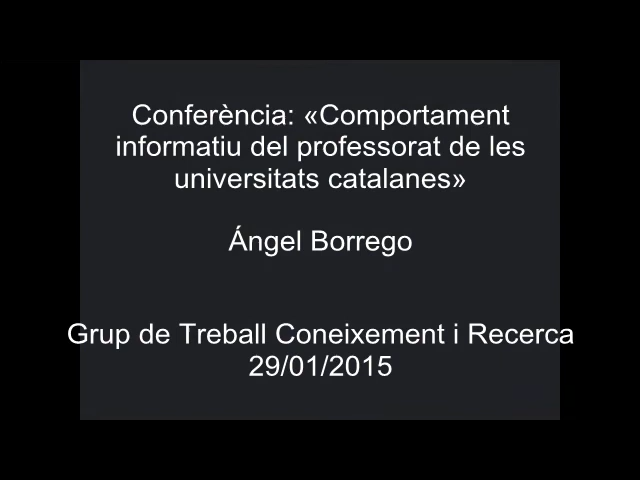 Conferència: «Comportament
informatiu del professorat de les
universitats catalanes»
Ángel Borrego
Grup de Treball Coneixement i Recerca
29/01/2015